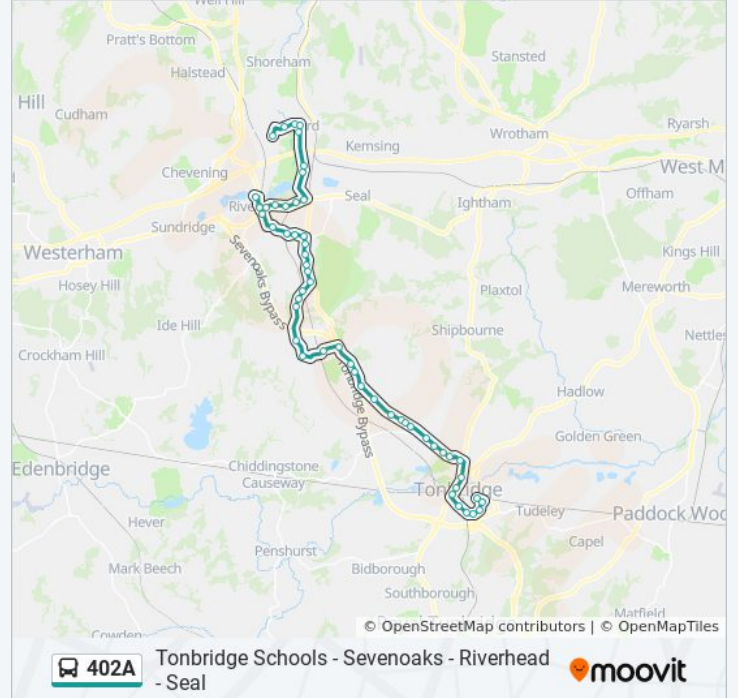 Well Hill
Pratt's Bottom
Shoreham
Stansted
Halstead
Hill
Cudham
Wrotham
Ryarsh
Kemsing
Chevening
West M
Seal
Offham
Ightham
Sundridge
Westerham
Sevenoaks Bypass
Kings Hill
Hosey Hill
Plaxtol
Mereworth
Ide Hill
Shipbourne
Nettles
Crockham Hill
Tonbridge Bypass
Hadlow
Golden Green
Edenbridge
Chiddingstone
Causeway
Tonbridge
Tudeley
Paddock Woo
Hever
Capel
Penshurst
Mark Beech
Bidborough
Southborough
Matfield
Cowden
© OpenStreetMap contributors | © OpenMapTiles
402A
Tonbridge Schools - Sevenoaks - Riverhead
- Seal
moovit